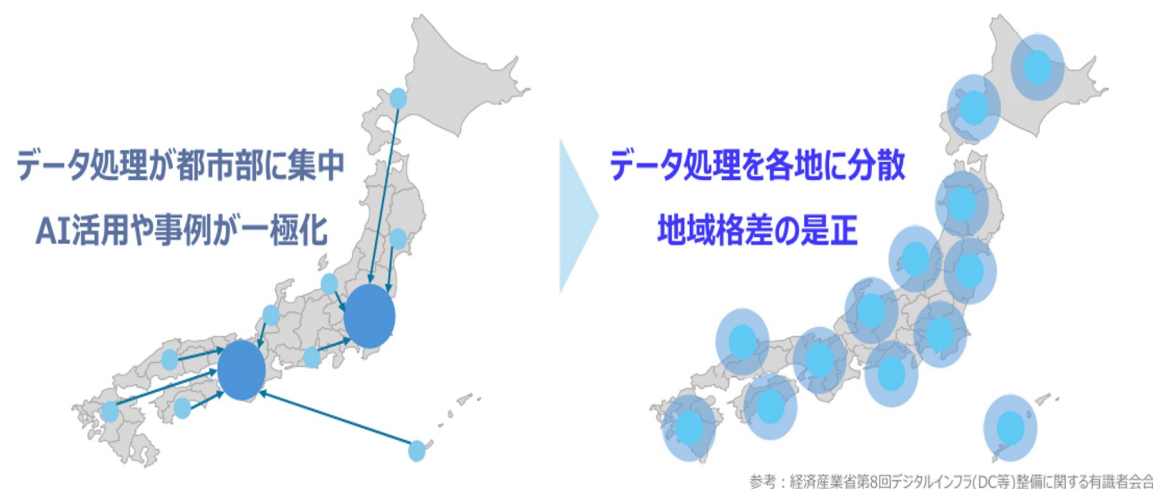 データ処理が都市部に集中
AI活用や事例が一極化
データ処理を各地に分散
地域格差の是正
参考：経済産業省第8回デジタルインフラ(DC等)整備に関する有識者会合